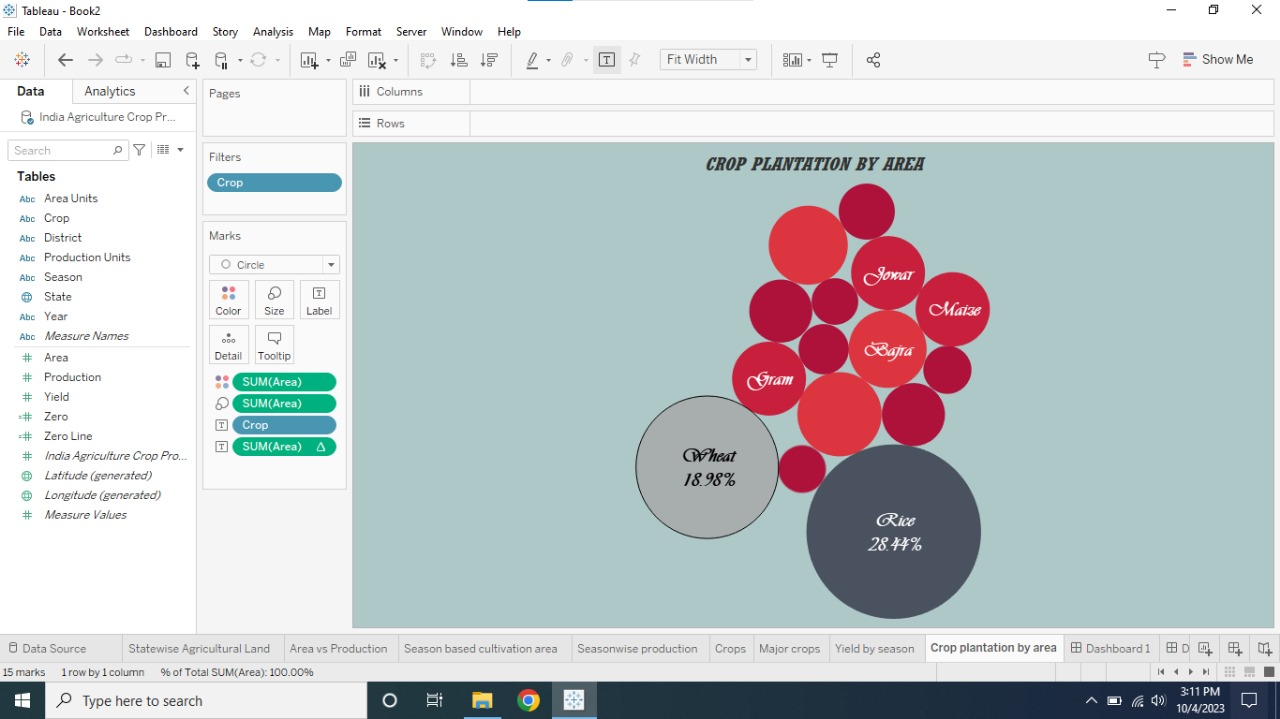 Tableau - Book2
File Data Worksheet Dashboard Story Analysis Map Format Server Window Help
Fit Width
Show Me
Data Analytics
India Agriculture Crop Pr...
Search
Tables
Abc Area Units
Abc Crop
Abc District
Abc Production Units
Abc Season
State
Abc Year
Abc Measure Names
# Area
# Production
# Yield
=# Zero
=# Zero Line
# India Agriculture Crop Pro...
Latitude (generated)
Longitude (generated)
# Measure Values
Pages
Filters
Crop
Marks
Circle
Color Size Label
Detail Tooltip
SUM(Area)
SUM(Area)
Crop
SUM(Area) Δ
Columns
Rows
CROP PLANTATION BY AREA
Jowar
Maize
Bajra
Gram
Wheat
18.98%
Rice
28.44%
Data Source Statewise Agricultural Land Area vs Production Season based cultivation area Seasonwise production Crops Major crops Yield by season Crop plantation by area Dashboard 1 D
15 marks 1 row by 1 column % of Total SUM(Area): 100.00%
Type here to search
3:11 PM
10/4/2023